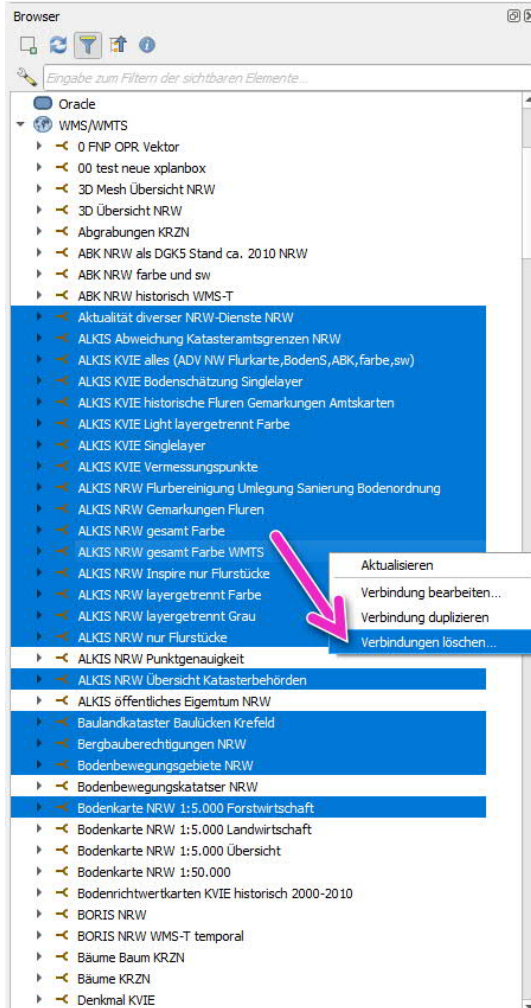 Browser
Eingabe zum Filtern der sichtbaren Elemente...
Oracle
WMS/WMTS
0 FNP OPR Vektor
00 test neue xplanbox
3D Mesh Übersicht NRW
3D Übersicht NRW
Abgrabungen KRZN
ABK NRW als DGK5 Stand ca. 2010 NRW
ABK NRW farbe und sw
ABK NRW historisch WMS-T
Aktualität diverser NRW-Dienste NRW
ALKIS Abweichung Katasteramtsgrenzen NRW
ALKIS KVIE alles (ADV NW Flurkarte,BodenS,ABK,farbe,sw)
ALKIS KVIE Bodenschätzung Singlelayer
ALKIS KVIE historische Fluren Gemarkungen Amtskarten
ALKIS KVIE Light layergetrennt Farbe
ALKIS KVIE Singlelayer
ALKIS KVIE Vermessungspunkte
ALKIS NRW Flurbereinigung Umlegung Sanierung Bodenordnung
ALKIS NRW Gemarkungen Fluren
ALKIS NRW gesamt Farbe
ALKIS NRW gesamt Farbe WMTS
Aktualisieren
ALKIS NRW Inspire nur Flurstücke
Verbindung bearbeiten...
ALKIS NRW layergetrennt Farbe
Verbindung duplizieren
ALKIS NRW layergetrennt Grau
Verbindungen löschen...
ALKIS NRW nur Flurstücke
ALKIS NRW Punktgenauigkeit
ALKIS NRW Übersicht Katasterbehörden
ALKIS öffentliches Eigemtum NRW
Baulandkataster Baulücken Krefeld
Bergbauberechtigungen NRW
Bodenbewegungsgebiete NRW
Bodenbewegungskatatser NRW
Bodenkarte NRW 1:5.000 Forstwirtschaft
Bodenkarte NRW 1:5.000 Landwirtschaft
Bodenkarte NRW 1:5.000 Übersicht
Bodenkarte NRW 1:50.000
Bodenrichtwertkarten KVIE historisch 2000-2010
BORIS NRW
BORIS NRW WMS-T temporal
Bäume Baum KRZN
Bäume KRZN
Denkmal KVIE